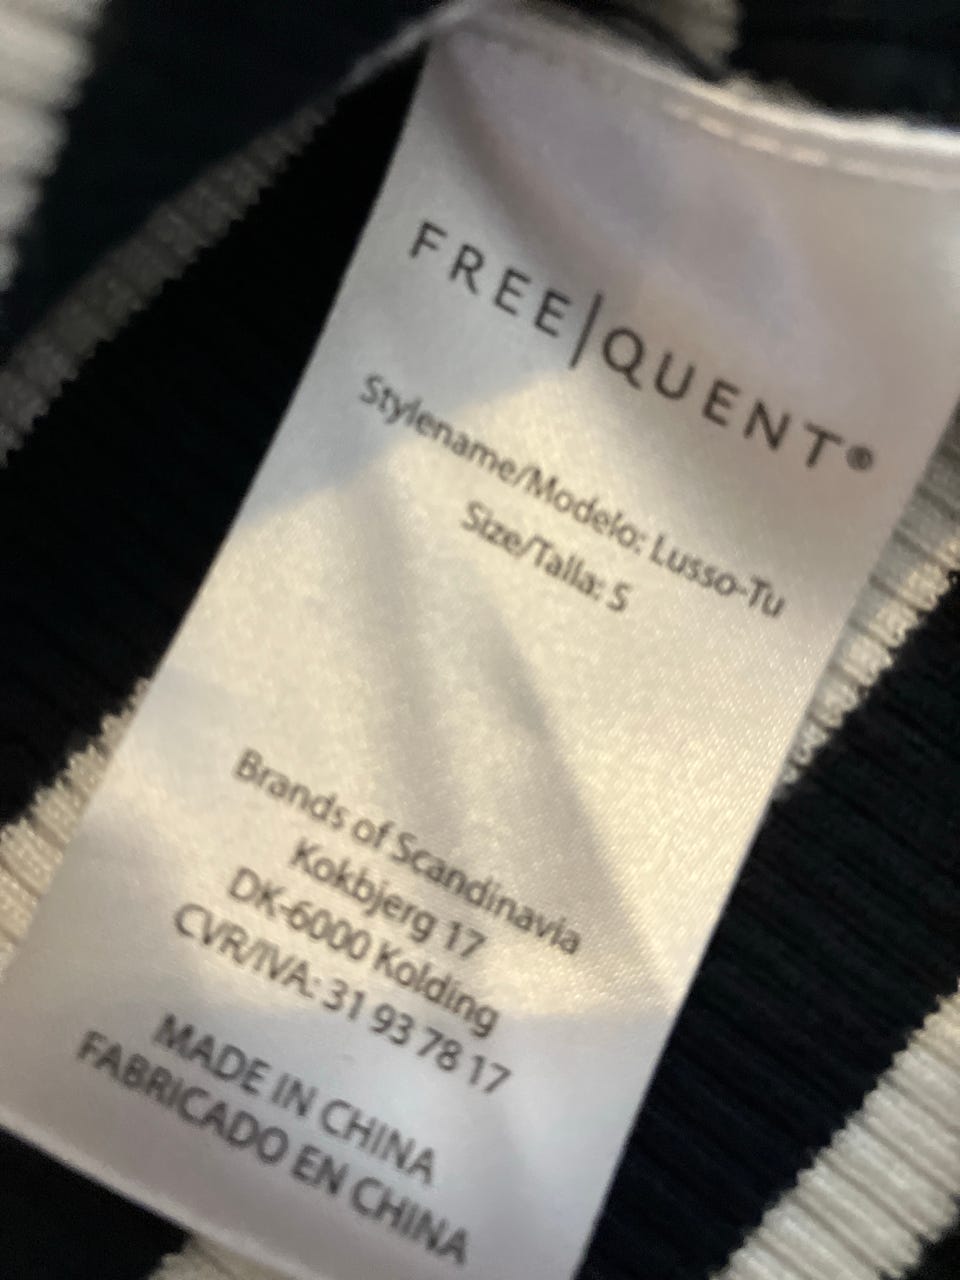 FREE|QUENT®
Stylename/Modelo: Lusso-Tu
Size/Talla: S
Brands of Scandinavia
Kokbjerg 17
DK-6000 Kolding
CVR/IVA: 31 93 78 17
MADE IN CHINA
FABRICADO EN CHINA